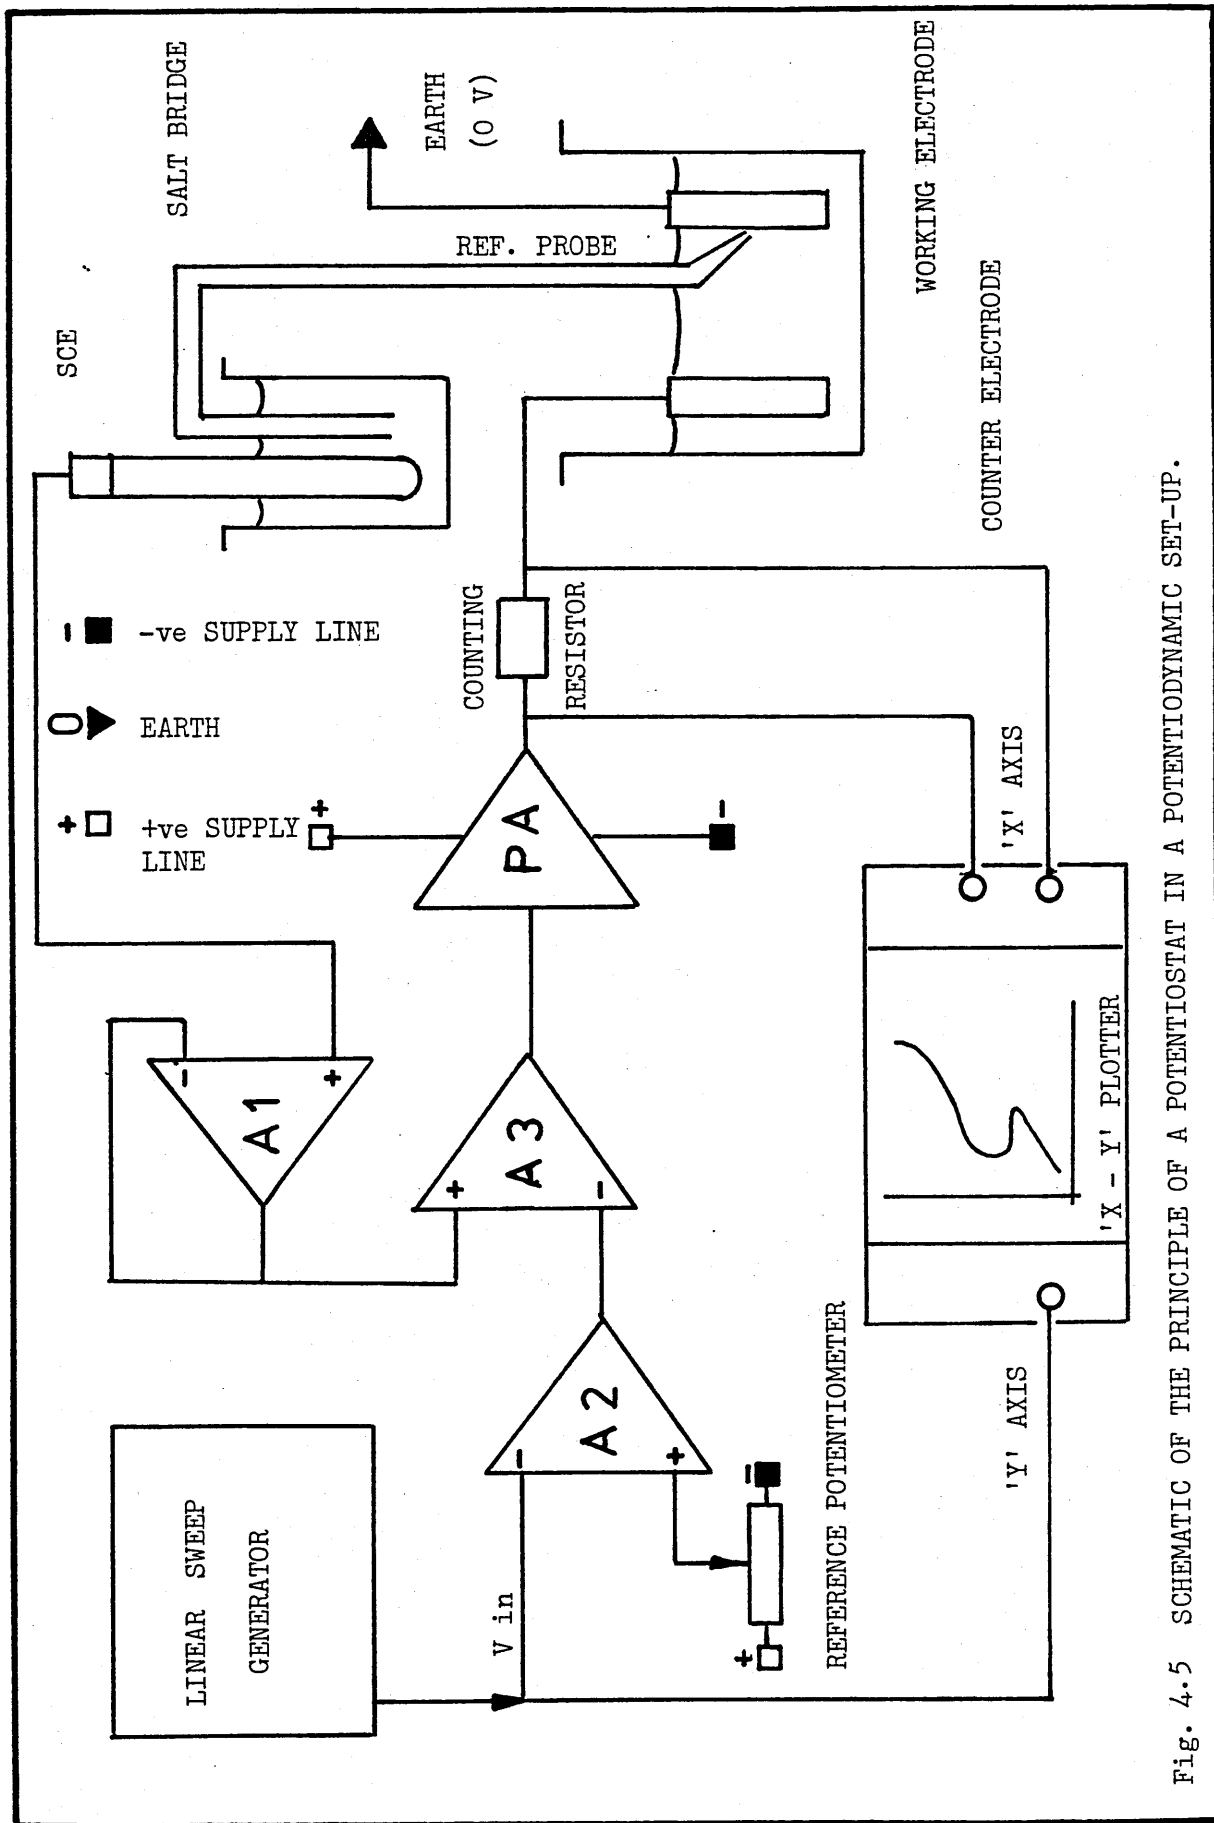 SALT BRIDGE
SCE
EARTH
(0 V)
REF. PROBE
- -ve SUPPLY LINE
0 EARTH
+ +ve SUPPLY
LINE
COUNTING
RESISTOR
WORKING ELECTRODE
COUNTER ELECTRODE
LINEAR SWEEP
GENERATOR
A1
-
+
A3
+
-
PA
+
-
A2
-
+
V in
+
-
REFERENCE POTENTIOMETER
'X' AXIS
'Y' AXIS
'X - Y' PLOTTER
Fig. 4.5 SCHEMATIC OF THE PRINCIPLE OF A POTENTIOSTAT IN A POTENTIODYNAMIC SET-UP.